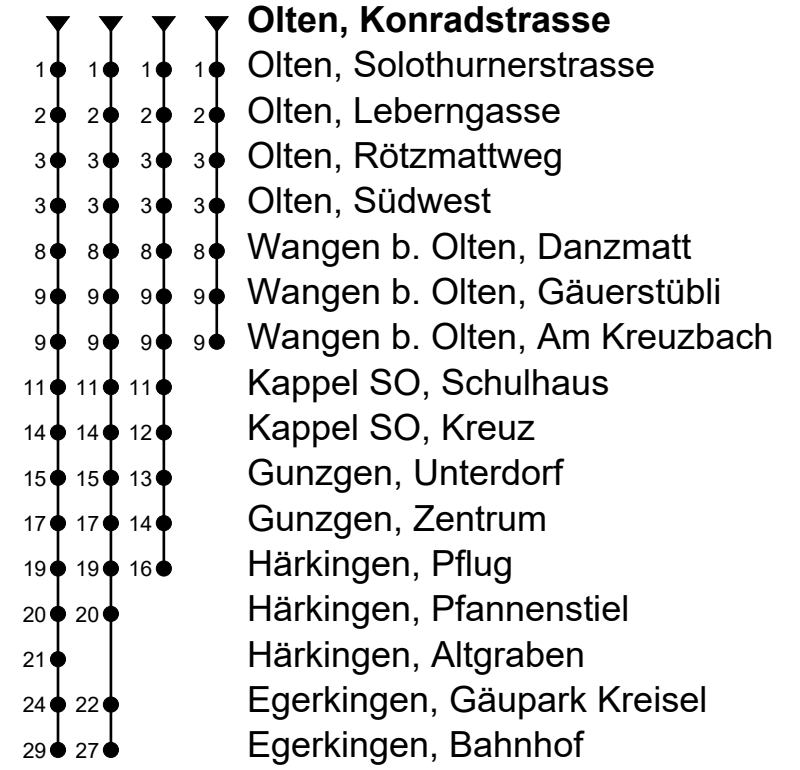 Olten, Konradstrasse
1 1 1 1 Olten, Solothurnerstrasse
2 2 2 2 Olten, Leberngasse
3 3 3 3 Olten, Rötzmattweg
3 3 3 3 Olten, Südwest
8 8 8 8 Wangen b. Olten, Danzmatt
9 9 9 9 Wangen b. Olten, Gäuerstübli
9 9 9 9 Wangen b. Olten, Am Kreuzbach
11 11 11 Kappel SO, Schulhaus
14 14 12 Kappel SO, Kreuz
15 15 13 Gunzgen, Unterdorf
17 17 14 Gunzgen, Zentrum
19 19 16 Härkingen, Pflug
20 20 Härkingen, Pfannenstiel
21 Härkingen, Altgraben
24 22 Egerkingen, Gäupark Kreisel
29 27 Egerkingen, Bahnhof